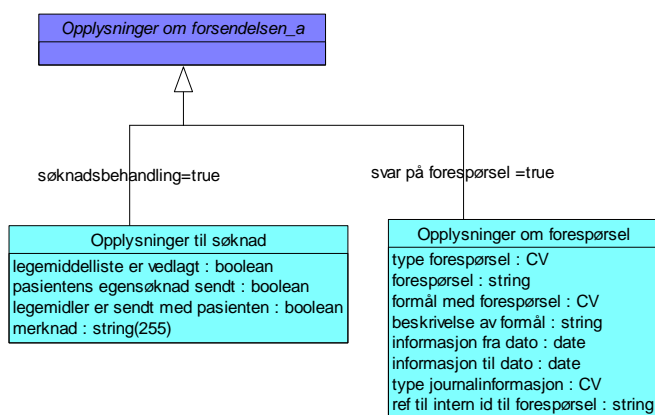 Opplysninger om forsendelsen_a
søknadsbehandling=true
svar på forespørsel =true
Opplysninger til søknad
legemiddelliste er vedlagt : boolean
pasientens egensøknad sendt : boolean
legemidler er sendt med pasienten : boolean
merknad : string(255)
Opplysninger om forespørsel
type forespørsel : CV
forespørsel : string
formål med forespørsel : CV
beskrivelse av formål : string
informasjon fra dato : date
informasjon til dato : date
type journalinformasjon : CV
ref til intern id til forespørsel : string